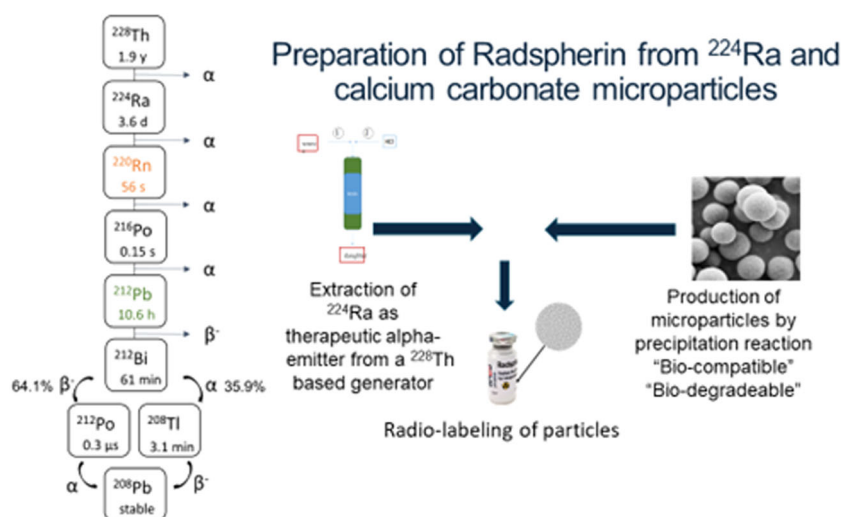 Preparation of Radspherin from ²²⁴Ra and
calcium carbonate microparticles
²²⁸Th
1.9 y
α
²²⁴Ra
3.6 d
α
²²⁰Rn
56 s
α
²¹⁶Po
0.15 s
α
²¹²Pb
10.6 h
β⁻
²¹²Bi
61 min
64.1% β⁻
α 35.9%
²¹²Po
0.3 µs
²⁰⁸Tl
3.1 min
α
β⁻
²⁰⁸Pb
stable
Extraction of
²²⁴Ra as
therapeutic alpha-
emitter from a ²²⁸Th
based generator
Production of
microparticles by
precipitation reaction
“Bio-compatible”
“Bio-degradeable”
Radio-labeling of particles